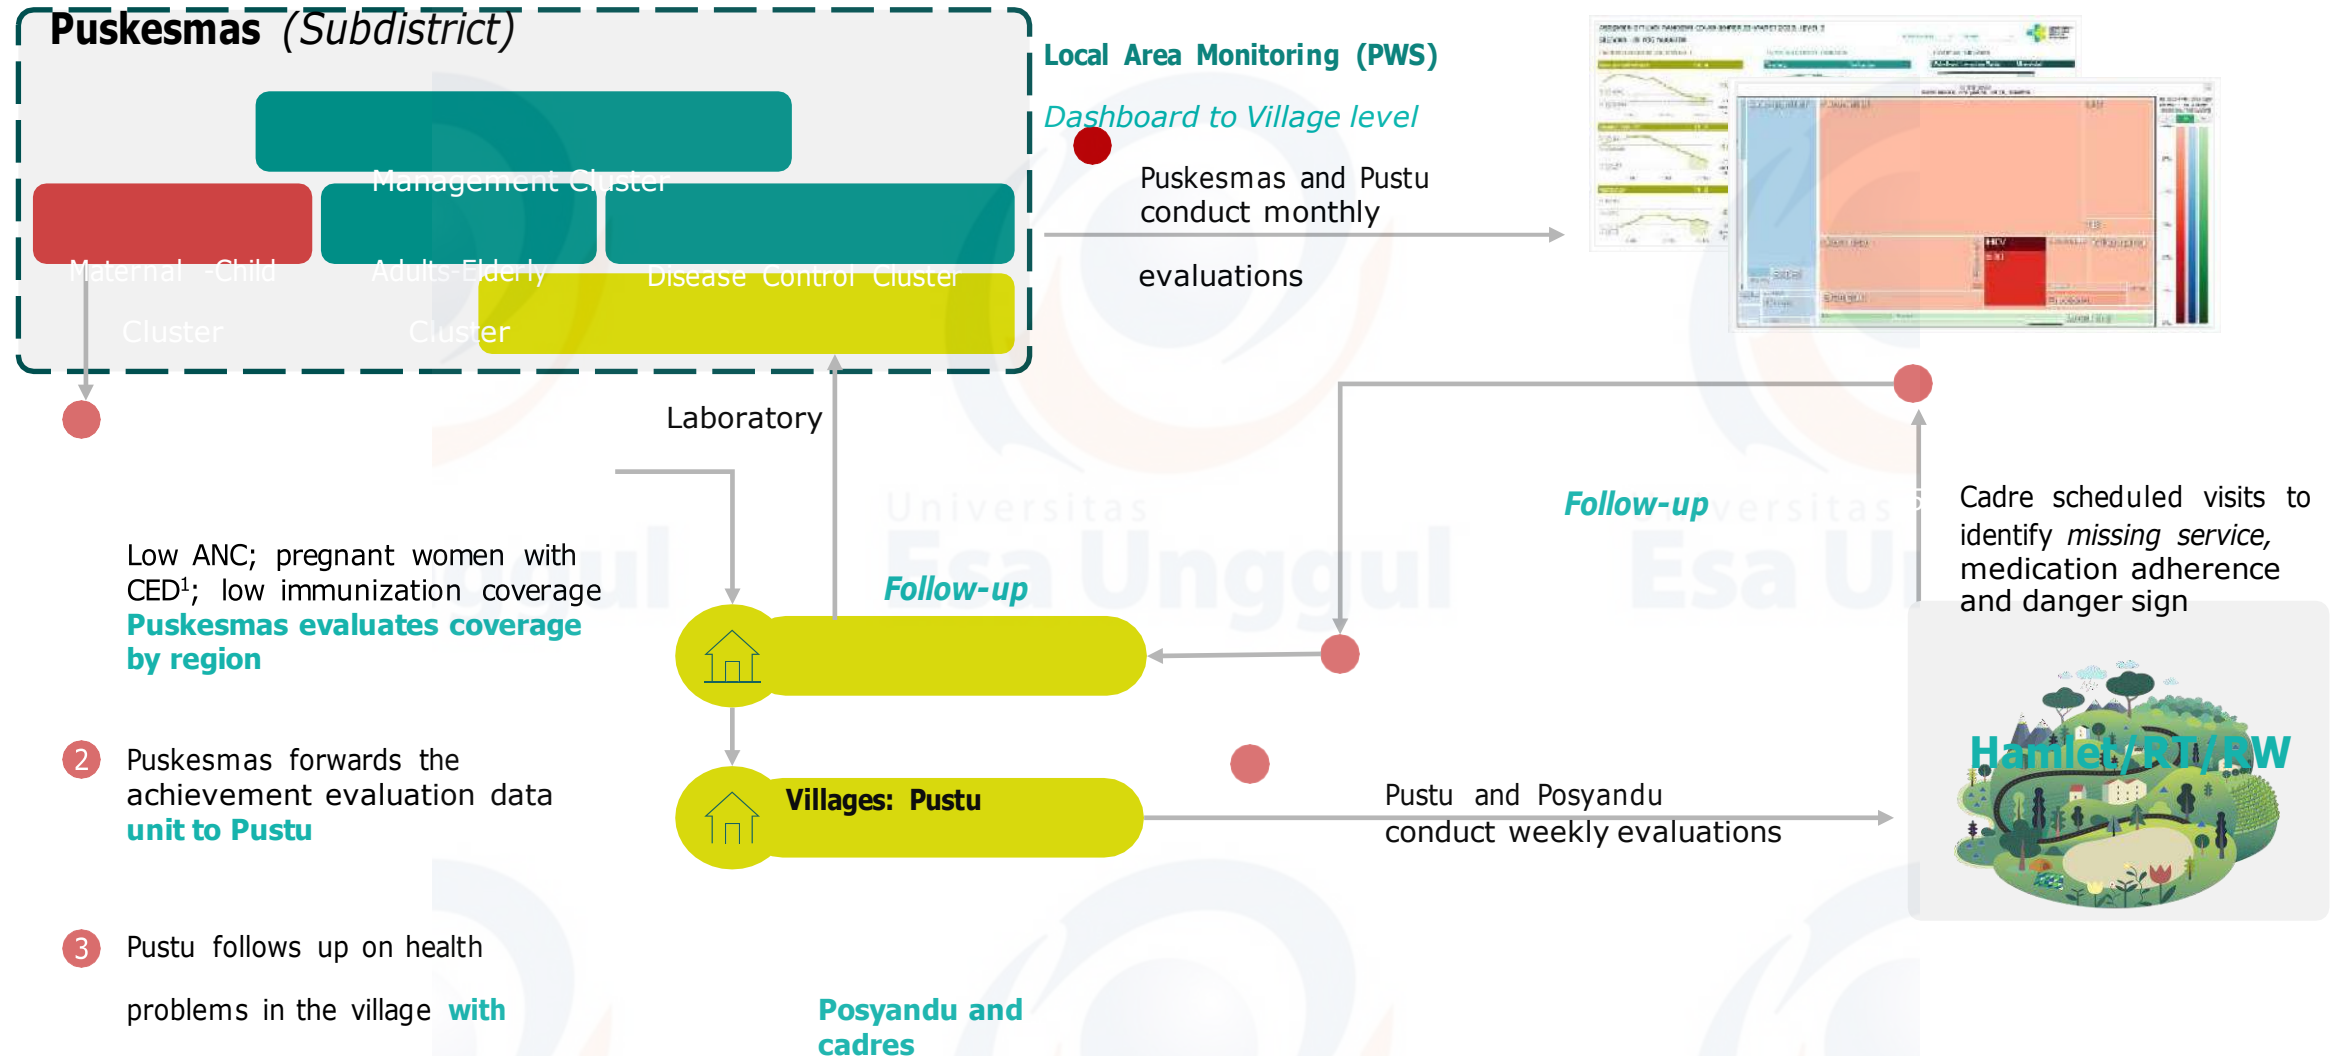 Puskesmas (Subdistrict)
Management Cluster
Maternal -Child
Cluster
Adults-Elderly
Cluster
Disease Control Cluster
Laboratory
Local Area Monitoring (PWS)
Dashboard to Village level
Puskesmas and Pustu
conduct monthly
evaluations
Low ANC; pregnant women with
CED¹; low immunization coverage
Puskesmas evaluates coverage
by region
2
Puskesmas forwards the
achievement evaluation data
unit to Pustu
3
Pustu follows up on health
problems in the village with
Posyandu and
cadres
Follow-up
Follow-up
Villages: Pustu
Pustu and Posyandu
conduct weekly evaluations
Cadre scheduled visits to
identify missing service,
medication adherence
and danger sign
Hamlet/RT/RW
Universitas
Esa Unggul